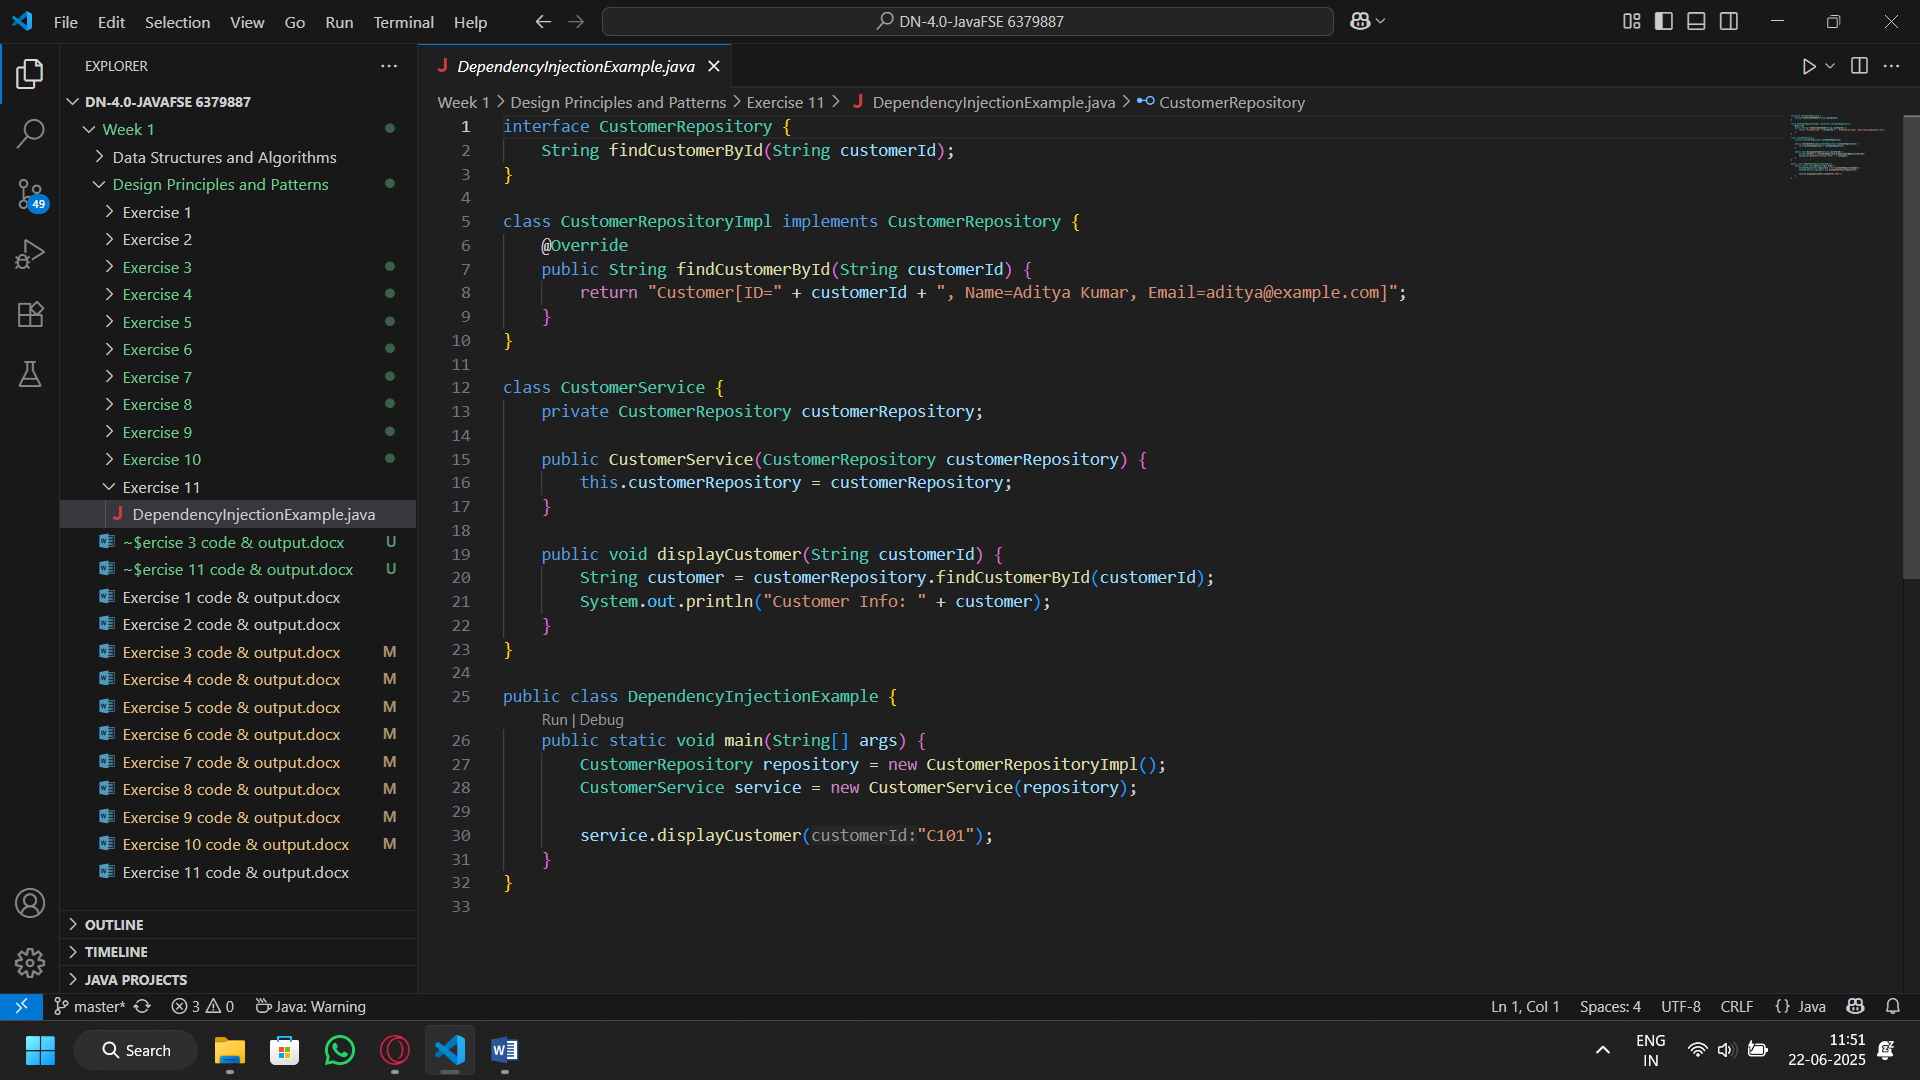 File Edit Selection View Go Run Terminal Help
DN-4.0-JavaFSE 6379887
EXPLORER
DN-4.0-JAVAFSE 6379887
Week 1
Data Structures and Algorithms
Design Principles and Patterns
Exercise 1
Exercise 2
Exercise 3
Exercise 4
Exercise 5
Exercise 6
Exercise 7
Exercise 8
Exercise 9
Exercise 10
Exercise 11
J DependencyInjectionExample.java
~$ercise 3 code & output.docx U
~$ercise 11 code & output.docx U
Exercise 1 code & output.docx
Exercise 2 code & output.docx
Exercise 3 code & output.docx M
Exercise 4 code & output.docx M
Exercise 5 code & output.docx M
Exercise 6 code & output.docx M
Exercise 7 code & output.docx M
Exercise 8 code & output.docx M
Exercise 9 code & output.docx M
Exercise 10 code & output.docx M
Exercise 11 code & output.docx
OUTLINE
TIMELINE
JAVA PROJECTS
49
J DependencyInjectionExample.java
Week 1 > Design Principles and Patterns > Exercise 11 > J DependencyInjectionExample.java > CustomerRepository
1 interface CustomerRepository {
2 String findCustomerById(String customerId);
3 }
4
5 class CustomerRepositoryImpl implements CustomerRepository {
6 @Override
7 public String findCustomerById(String customerId) {
8 return "Customer[ID=" + customerId + ", Name=Aditya Kumar, Email=aditya@example.com]";
9 }
10 }
11
12 class CustomerService {
13 private CustomerRepository customerRepository;
14
15 public CustomerService(CustomerRepository customerRepository) {
16 this.customerRepository = customerRepository;
17 }
18
19 public void displayCustomer(String customerId) {
20 String customer = customerRepository.findCustomerById(customerId);
21 System.out.println("Customer Info: " + customer);
22 }
23 }
24
25 public class DependencyInjectionExample {
Run | Debug
26 public static void main(String[] args) {
27 CustomerRepository repository = new CustomerRepositoryImpl();
28 CustomerService service = new CustomerService(repository);
29
30 service.displayCustomer(customerId:"C101");
31 }
32 }
33
master* 3 0 Java: Warning
Ln 1, Col 1 Spaces: 4 UTF-8 CRLF {} Java
Search
W
ENG
IN
11:51
22-06-2025